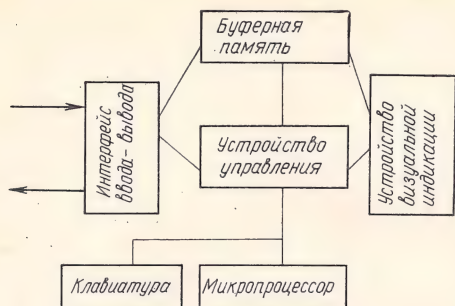 Буферная
память
Интерфейс
ввода-вывода
Устройство
управления
Устройство
визуальной
индикации
Клавиатура
Микропроцессор